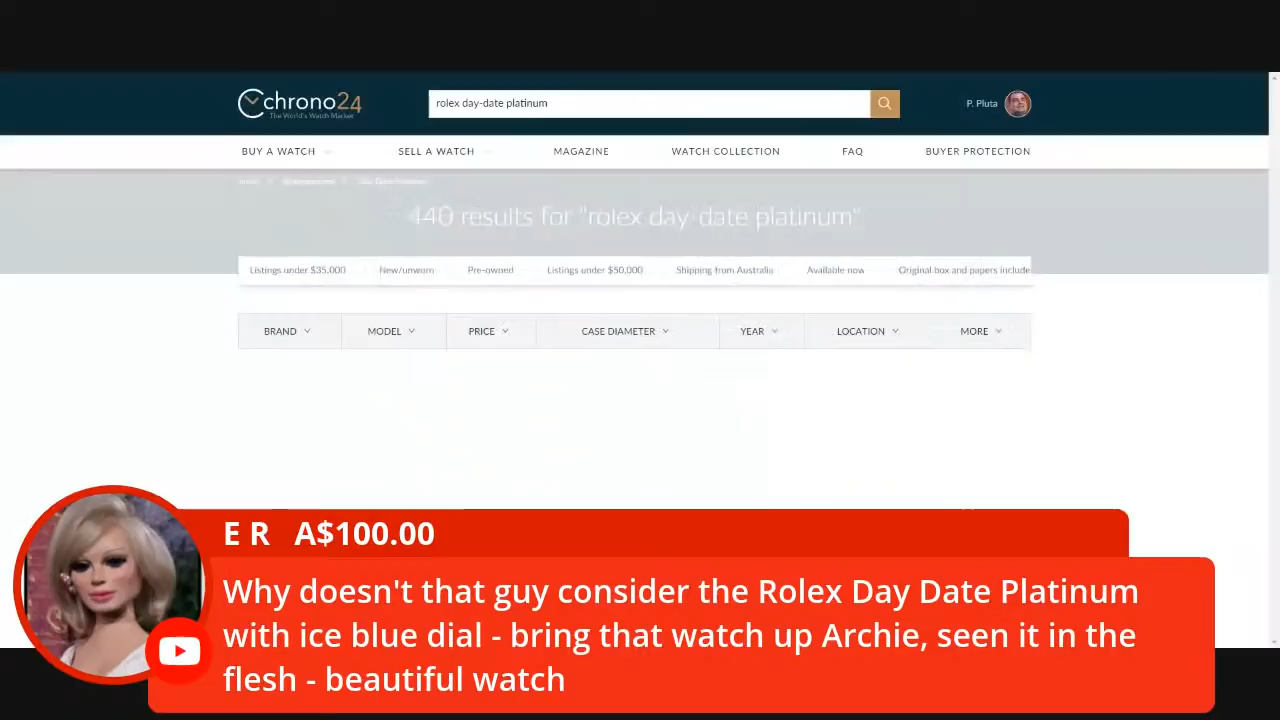 chrono24
The World's Watch Market
rolex day-date platinum
P. Pluta
BUY A WATCH
SELL A WATCH
MAGAZINE
WATCH COLLECTION
FAQ
BUYER PROTECTION
440 results for "rolex day-date platinum"
Listings under $35,000
New/unworn
Pre-owned
Listings under $50,000
Shipping from Australia
Available now
Original box and papers include
BRAND
MODEL
PRICE
CASE DIAMETER
YEAR
LOCATION
MORE
E R A$100.00
Why doesn't that guy consider the Rolex Day Date Platinum
with ice blue dial - bring that watch up Archie, seen it in the
flesh - beautiful watch